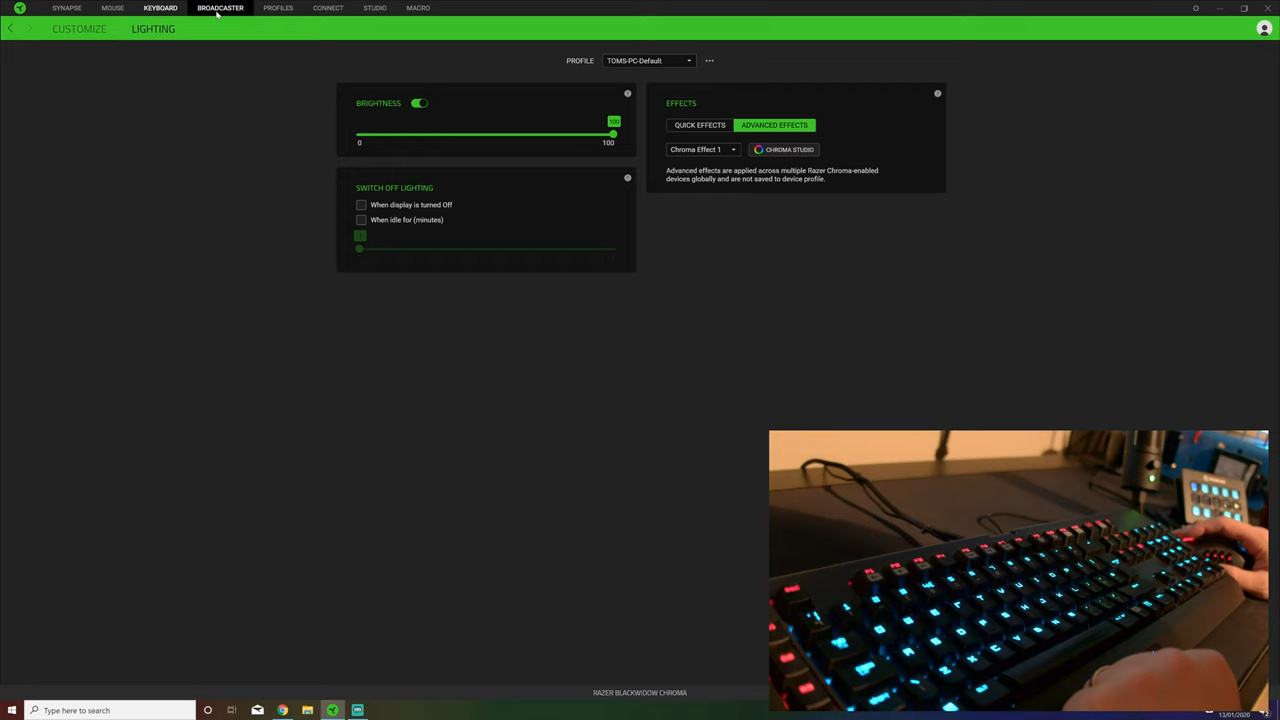 SYNAPSE MOUSE KEYBOARD BROADCASTER PROFILES CONNECT STUDIO MACRO
CUSTOMIZE LIGHTING
PROFILE TOMS-PC-Default
BRIGHTNESS
100
0 100
SWITCH OFF LIGHTING
When display is turned Off
When idle for (minutes)
EFFECTS
QUICK EFFECTS ADVANCED EFFECTS
Chroma Effect 1 CHROMA STUDIO
Advanced effects are applied across multiple Razer Chroma-enabled
devices globally and are not saved to device profile.
RAZER BLACKWIDOW CHROMA
Type here to search
13/01/2020